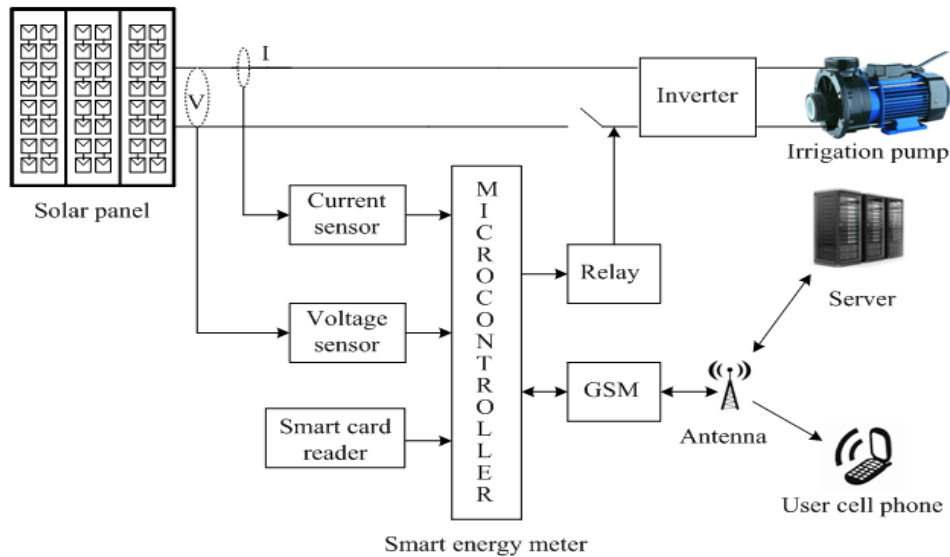 I
V
Inverter
Irrigation pump
Solar panel
Current
sensor
MICROCONTROLLER
Relay
Server
Voltage
sensor
GSM
Antenna
Smart card
reader
User cell phone
Smart energy meter